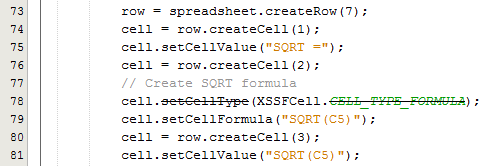 73 row = spreadsheet.createRow(7);
74 cell = row.createCell(1);
75 cell.setCellValue("SQRT =");
76 cell = row.createCell(2);
77 // Create SQRT formula
78 cell.setCellType(XSSFCell.CELL_TYPE_FORMULA);
79 cell.setCellFormula("SQRT(C5)");
80 cell = row.createCell(3);
81 cell.setCellValue("SQRT(C5)");